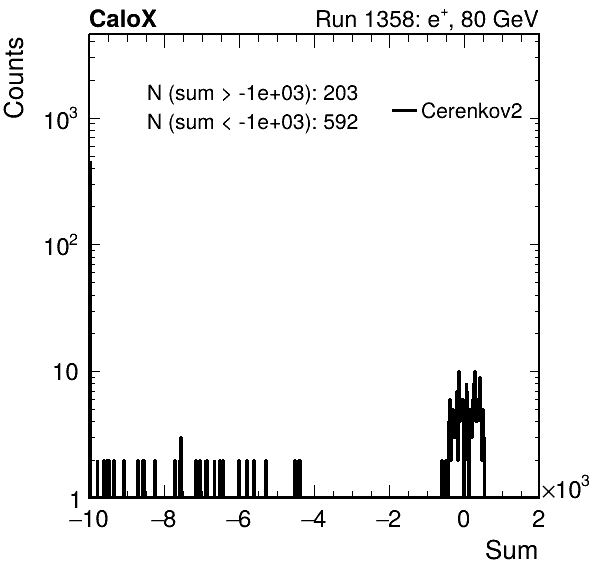 CaloX
Run 1358: e⁺, 80 GeV
Counts
N (sum > -1e+03): 203
N (sum < -1e+03): 592
Cerenkov2
10³
10²
10
1
−10 −8 −6 −4 −2 0 2
×10³
Sum